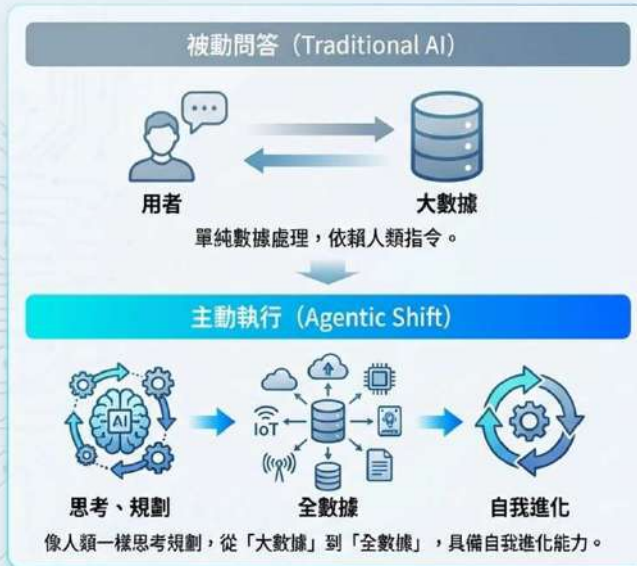 被動問答（Traditional AI）
用者
大數據
單純數據處理，依賴人類指令。
主動執行（Agentic Shift）
AI
IoT
思考、規劃
全數據
自我進化
像人類一樣思考規劃，從「大數據」到「全數據」，具備自我進化能力。